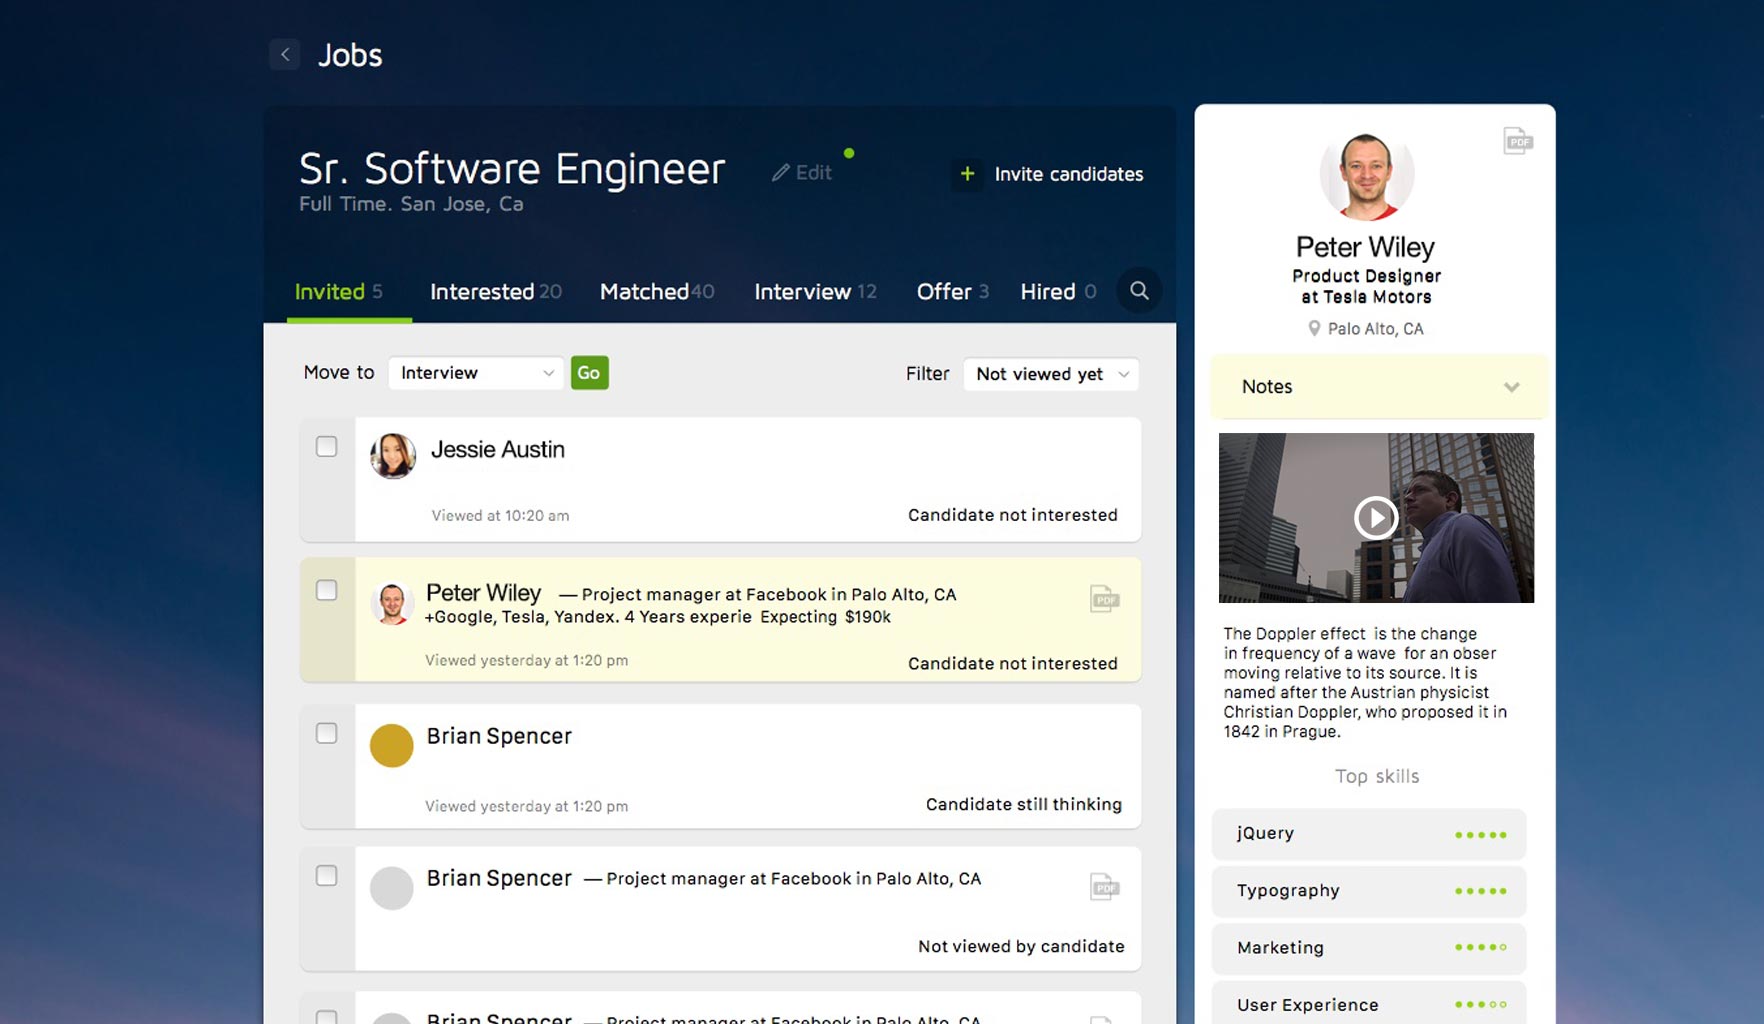 Jobs
Sr. Software Engineer
Edit
Invite candidates
Full Time. San Jose, Ca
Invited 5
Interested 20
Matched 40
Interview 12
Offer 3
Hired 0
Move to
Interview
Go
Filter
Not viewed yet
Jessie Austin
Viewed at 10:20 am
Candidate not interested
Peter Wiley — Project manager at Facebook in Palo Alto, CA
+Google, Tesla, Yandex. 4 Years experie Expecting $190k
PDF
Viewed yesterday at 1:20 pm
Candidate not interested
Brian Spencer
Viewed yesterday at 1:20 pm
Candidate still thinking
Brian Spencer — Project manager at Facebook in Palo Alto, CA
PDF
Not viewed by candidate
Brian Spencer — Project manager at Facebook in Palo Alto, CA
PDF
Peter Wiley
Product Designer
at Tesla Motors
Palo Alto, CA
Notes
The Doppler effect is the change
in frequency of a wave for an obser
moving relative to its source. It is
named after the Austrian physicist
Christian Doppler, who proposed it in
1842 in Prague.
Top skills
jQuery
Typography
Marketing
User Experience